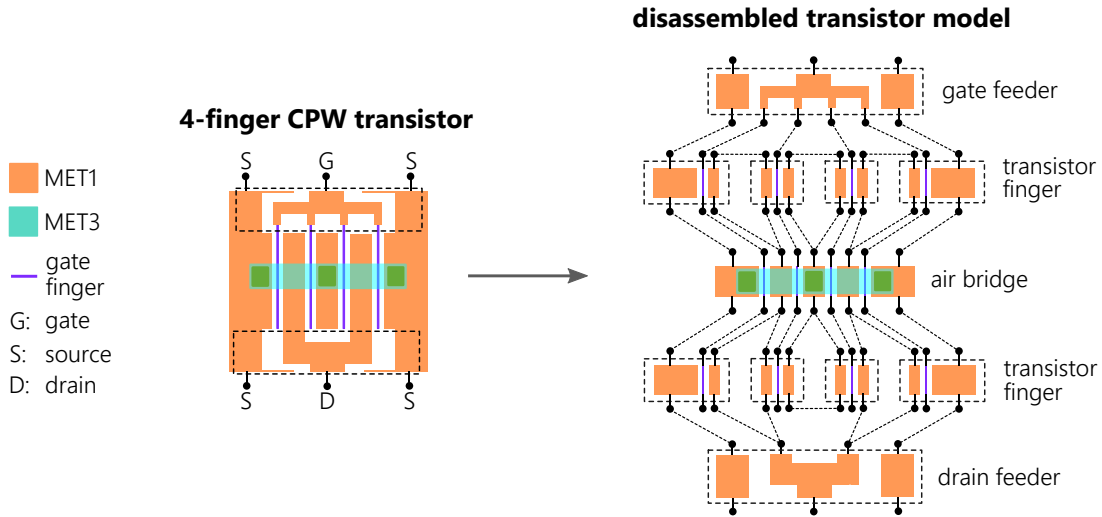 disassembled transistor model
4-finger CPW transistor
S G S
MET1
MET3
gate
finger
G: gate
S: source
D: drain
S D S
gate feeder
transistor
finger
air bridge
transistor
finger
drain feeder